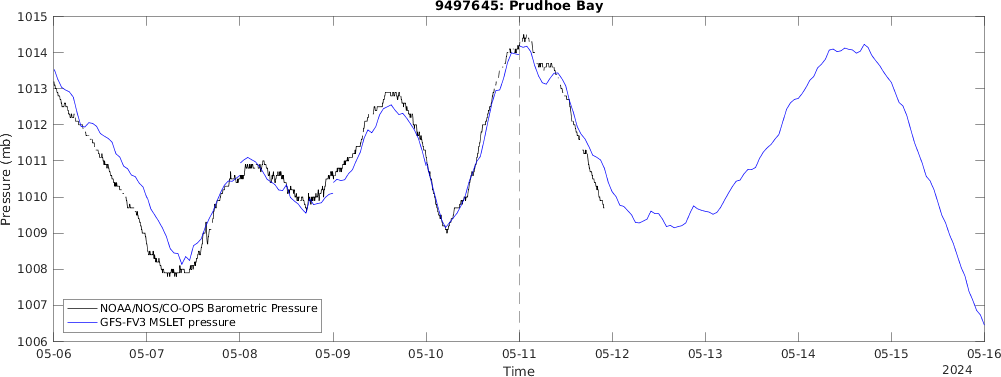 9497645: Prudhoe Bay
1015
1014
1013
1012
1011
1010
1009
1008
1007
1006
Pressure (mb)
NOAA/NOS/CO-OPS Barometric Pressure
GFS-FV3 MSLET pressure
05-06 05-07 05-08 05-09 05-10 05-11 05-12 05-13 05-14 05-15 05-16
Time
2024